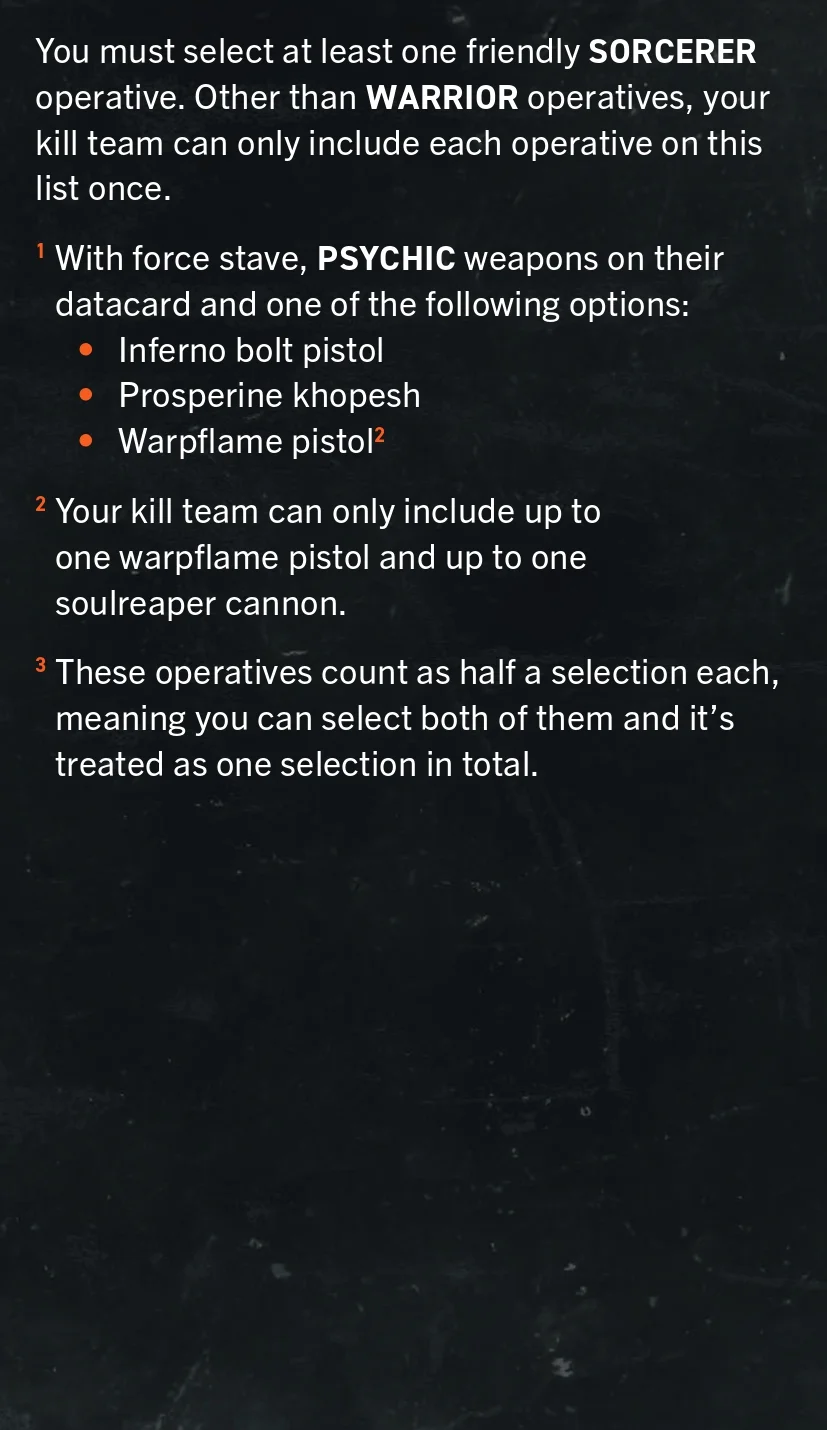 You must select at least one friendly SORCERER
operative. Other than WARRIOR operatives, your
kill team can only include each operative on this
list once.
1 With force stave, PSYCHIC weapons on their
datacard and one of the following options:
• Inferno bolt pistol
• Prosperine khopesh
• Warpflame pistol2
2 Your kill team can only include up to
one warpflame pistol and up to one
soulreaper cannon.
3 These operatives count as half a selection each,
meaning you can select both of them and it’s
treated as one selection in total.